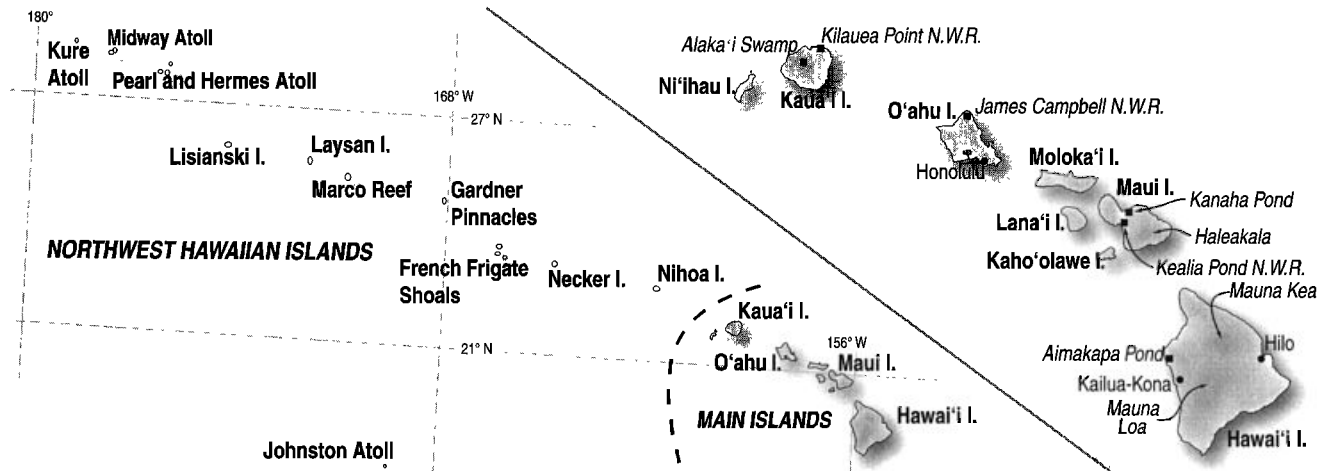 180°
Kure
Atoll
Midway Atoll
Pearl and Hermes Atoll
168° W
27° N
Lisianski I.
Laysan I.
Marco Reef
Gardner
Pinnacles
NORTHWEST HAWAIIAN ISLANDS
French Frigate
Shoals
Necker I.
Nihoa I.
Kaua‘i I.
21° N
O‘ahu I.
156° W
Maui I.
MAIN ISLANDS
Hawai‘i I.
Johnston Atoll
Alaka‘i Swamp
Kilauea Point N.W.R.
Ni‘ihau I.
Kaua‘i I.
O‘ahu I.
James Campbell N.W.R.
Honolulu
Moloka‘i I.
Maui I.
Kanaha Pond
Lana‘i I.
Haleakala
Kaho‘olawe I.
Kealia Pond N.W.R.
Mauna Kea
Aimakapa Pond
Hilo
Kailua-Kona
Mauna
Loa
Hawai‘i I.